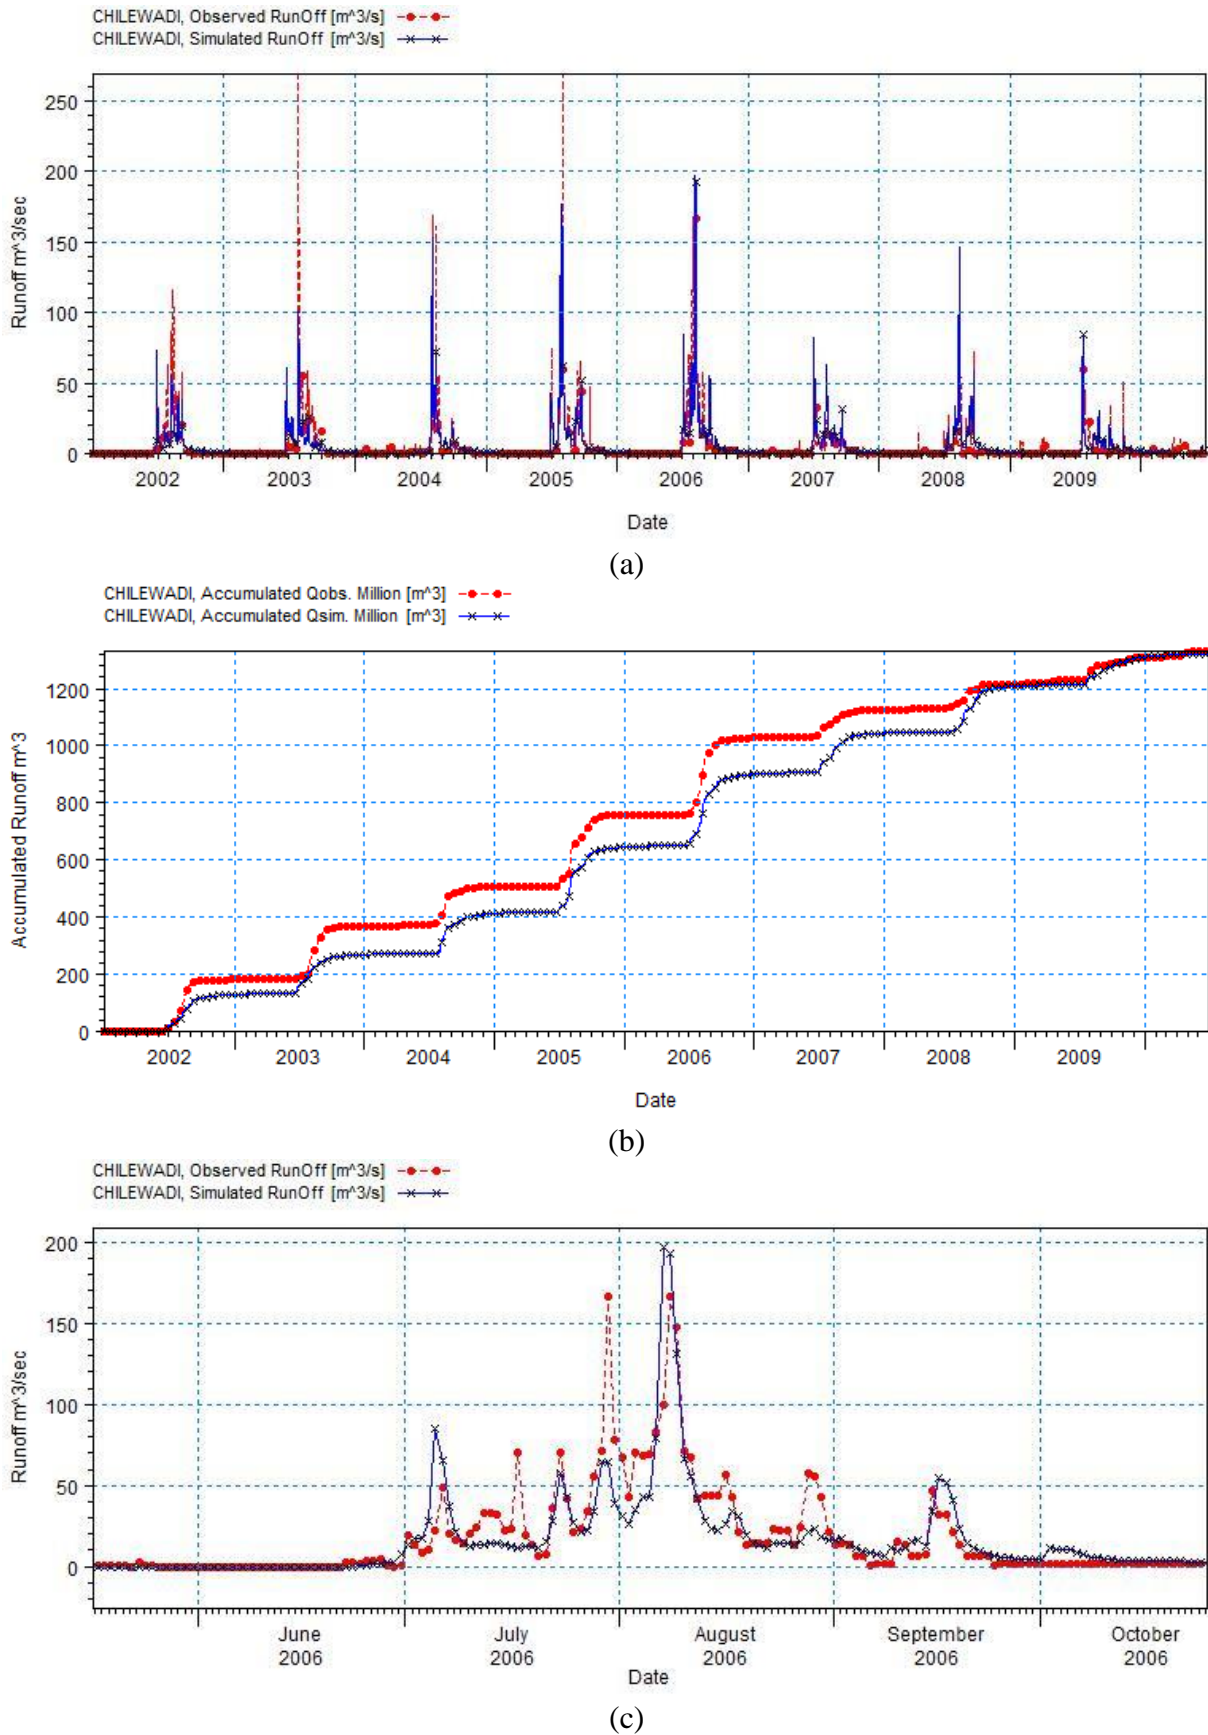 CHILEWADI, Observed RunOff [m^3/s]
CHILEWADI, Simulated RunOff [m^3/s]
Runoff m^3/sec
250
200
150
100
50
0
2002 2003 2004 2005 2006 2007 2008 2009
Date
(a)
CHILEWADI, Accumulated Qobs. Million [m^3]
CHILEWADI, Accumulated Qsim. Million [m^3]
Accumulated Runoff m^3
1200
1000
800
600
400
200
0
2002 2003 2004 2005 2006 2007 2008 2009
Date
(b)
CHILEWADI, Observed RunOff [m^3/s]
CHILEWADI, Simulated RunOff [m^3/s]
Runoff m^3/sec
200
150
100
50
0
June July August September October
2006 2006 2006 2006 2006
Date
(c)